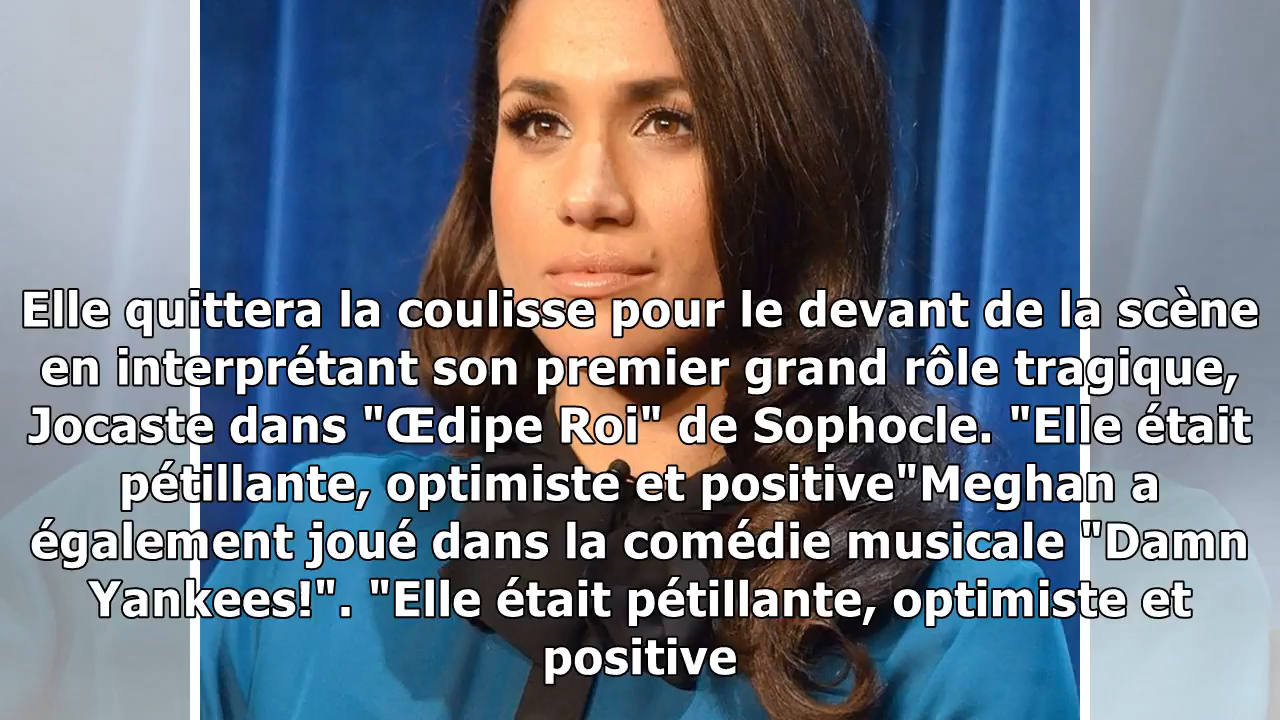 Elle quittera la coulisse pour le devant de la scène
en interprétant son premier grand rôle tragique,
Jocaste dans "Œdipe Roi" de Sophocle. "Elle était
pétillante, optimiste et positive"Meghan a
également joué dans la comédie musicale "Damn
Yankees!". "Elle était pétillante, optimiste et
positive